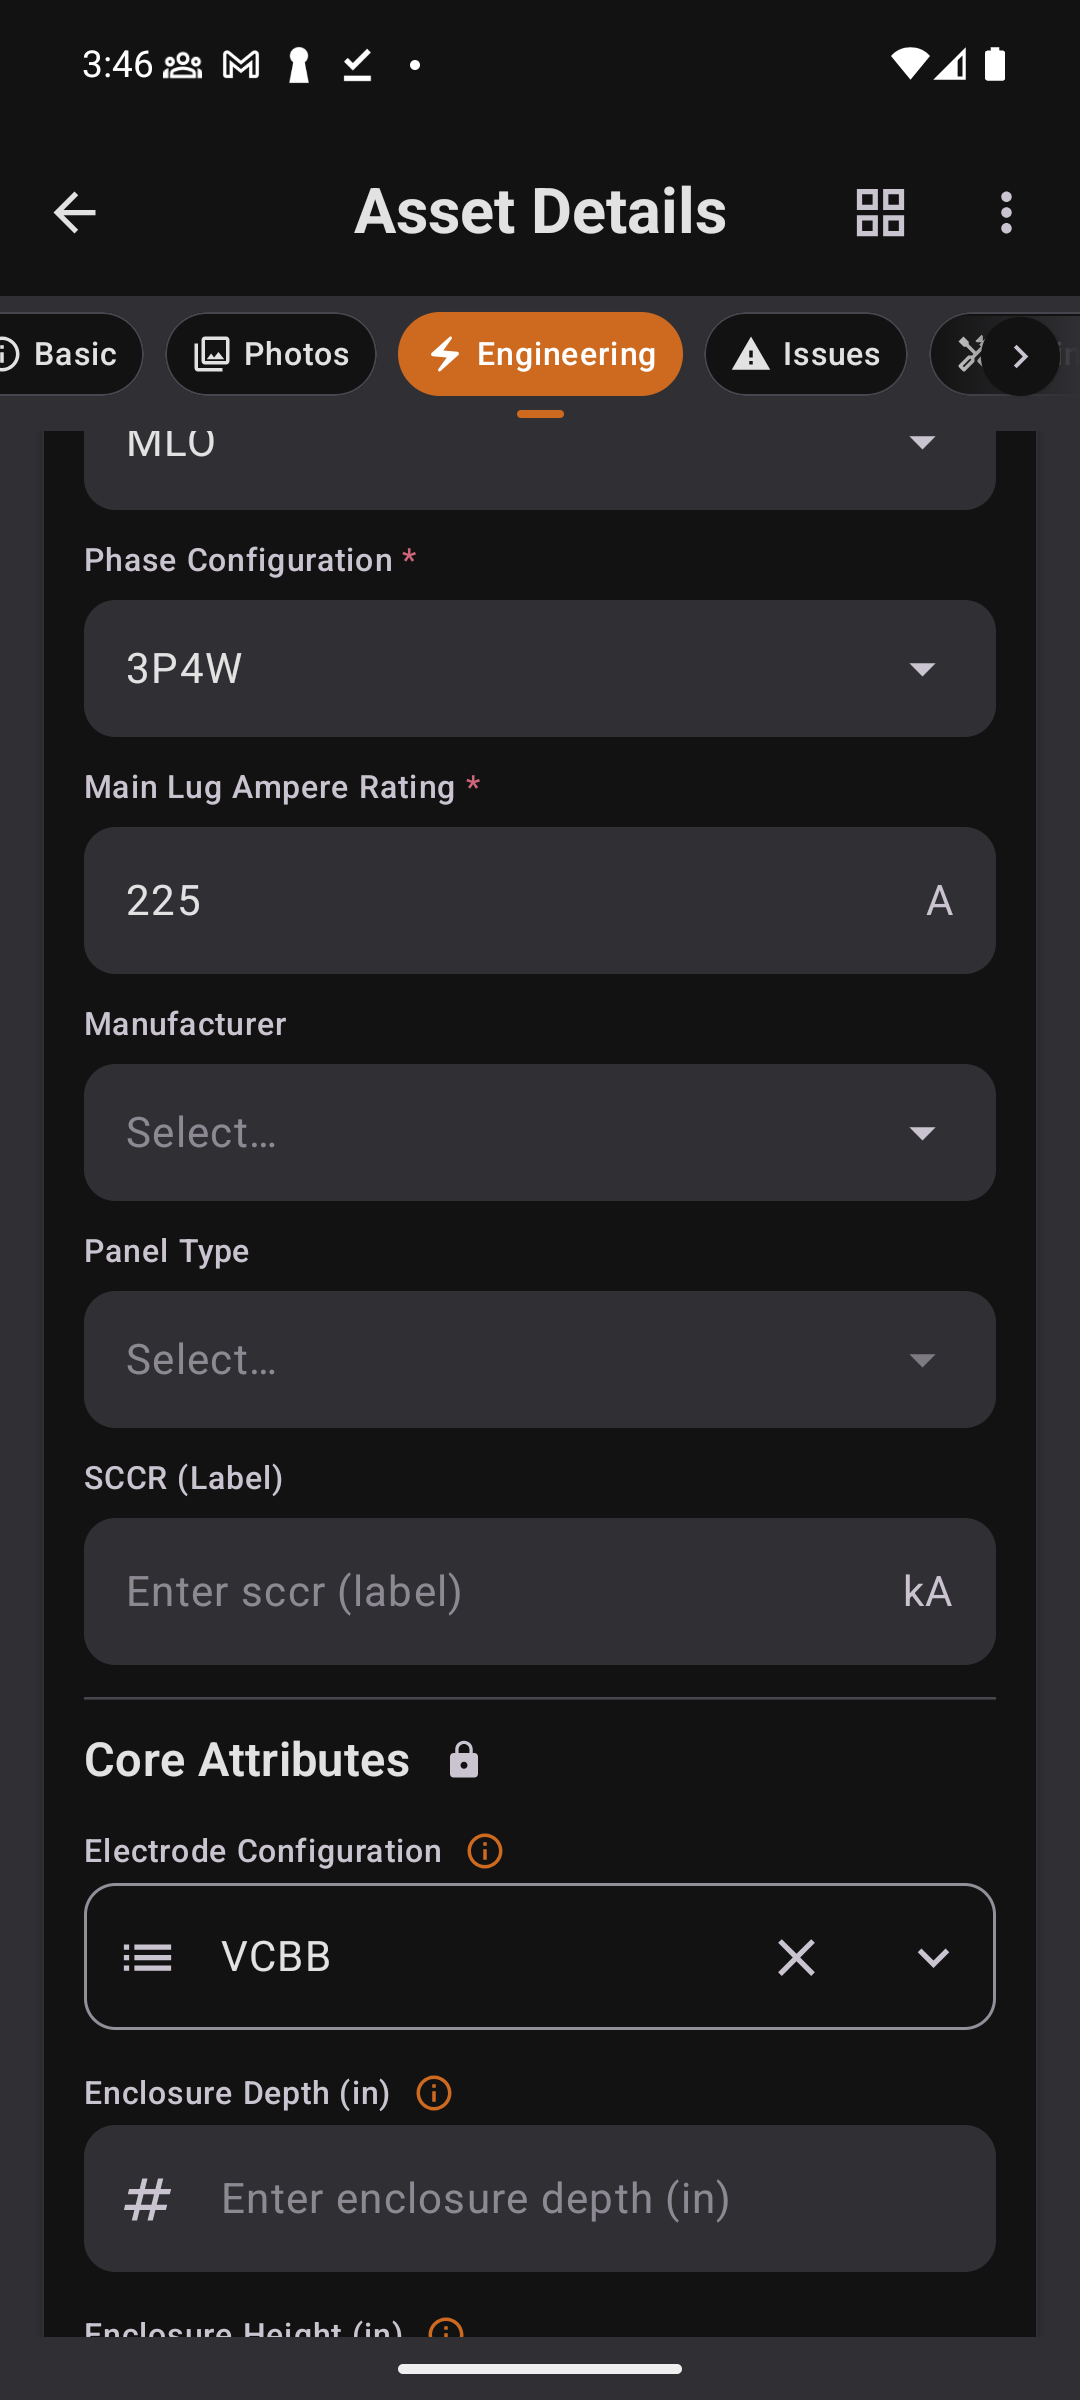 3:46
Asset Details
Basic
Photos
Engineering
Issues
MLO
Phase Configuration *
3P4W
Main Lug Ampere Rating *
225 A
Manufacturer
Select...
Panel Type
Select...
SCCR (Label)
Enter sccr (label) kA
Core Attributes
Electrode Configuration
VCBB
Enclosure Depth (in)
# Enter enclosure depth (in)
Enclosure Height (in)